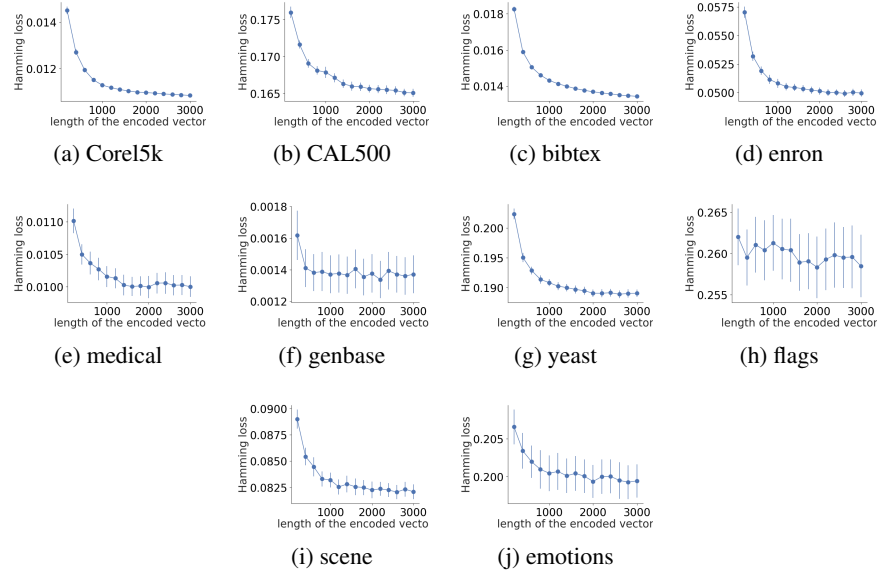 Hamming loss
0.014
0.012
1000 2000 3000
length of the encoded vector
(a) Corel5k
Hamming loss
0.175
0.170
0.165
1000 2000 3000
length of the encoded vector
(b) CAL500
Hamming loss
0.018
0.016
0.014
1000 2000 3000
length of the encoded vector
(c) bibtex
Hamming loss
0.0575
0.0550
0.0525
0.0500
1000 2000 3000
length of the encoded vector
(d) enron
Hamming loss
0.0110
0.0105
0.0100
1000 2000 3000
length of the encoded vector
(e) medical
Hamming loss
0.0018
0.0016
0.0014
0.0012
1000 2000 3000
length of the encoded vector
(f) genbase
Hamming loss
0.200
0.195
0.190
1000 2000 3000
length of the encoded vector
(g) yeast
Hamming loss
0.265
0.260
0.255
1000 2000 3000
length of the encoded vector
(h) flags
Hamming loss
0.0900
0.0875
0.0850
0.0825
1000 2000 3000
length of the encoded vecto
(i) scene
Hamming loss
0.205
0.200
1000 2000 3000
length of the encoded vecto
(j) emotions